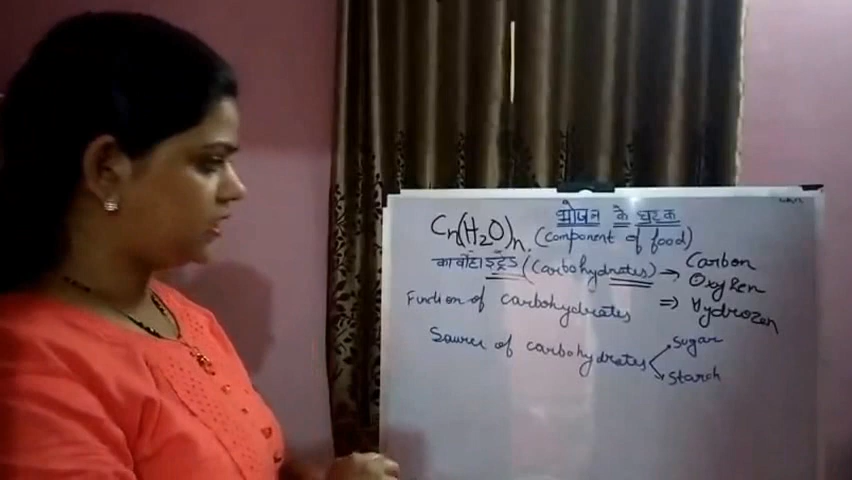 भोजन के घटक
Cn(H2O)n. (component of food)
कार्बोहाइड्रेड (Carbohydrates) → Carbon
Oxygen
Function of carbohydrates ⇒ Hydrozen
Source of carbohydrates Sugar
Starch